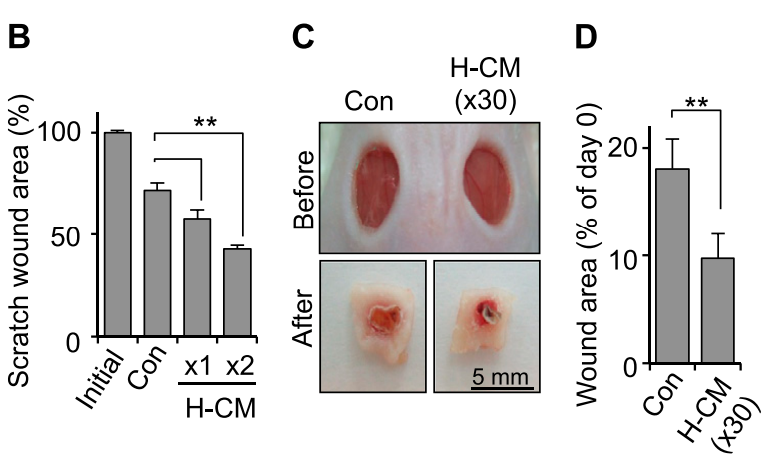 B
Scratch wound area (%)
100
50
0
**
Initial
Con
x1
x2
H-CM
C
Con
H-CM
(x30)
Before
After
5 mm
D
Wound area (% of day 0)
20
10
0
**
Con
H-CM
(x30)